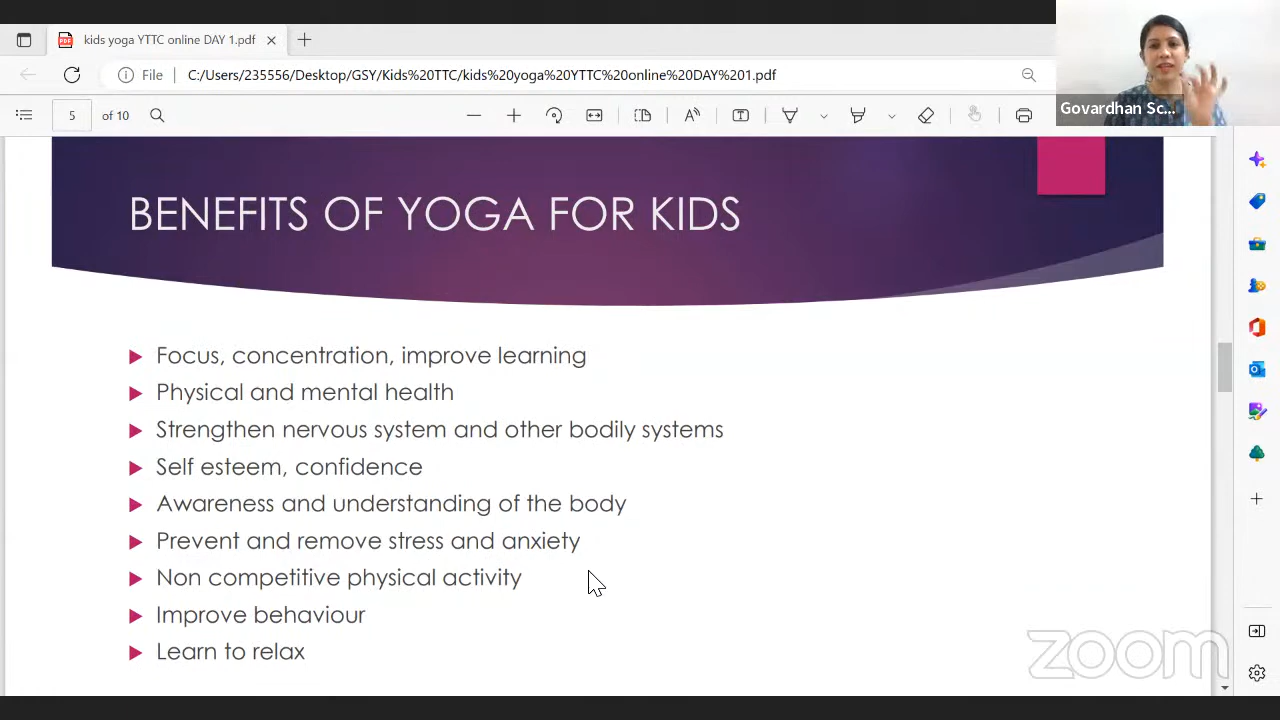 kids yoga YTTC online DAY 1.pdf
File
C:/Users/235556/Desktop/GSY/Kids%20TTC/kids%20yoga%20YTTC%20online%20DAY%201.pdf
5 of 10
Govardhan Sc...
BENEFITS OF YOGA FOR KIDS
Focus, concentration, improve learning
Physical and mental health
Strengthen nervous system and other bodily systems
Self esteem, confidence
Awareness and understanding of the body
Prevent and remove stress and anxiety
Non competitive physical activity
Improve behaviour
Learn to relax
zoom